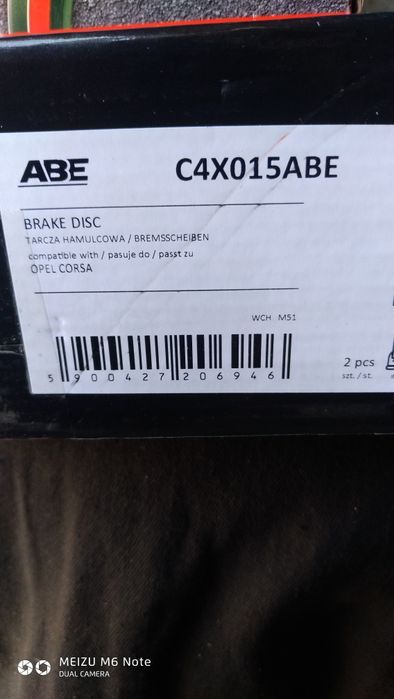 ABE C4X015ABE
BRAKE DISC
TARCZA HAMULCOWA / BREMSSCHEIBEN
compatible with / pasuje do / passt zu
OPEL CORSA
WCH M51
5 900427 206946
2 pcs
szt. / st.
MEIZU M6 Note
DUAL CAMERA